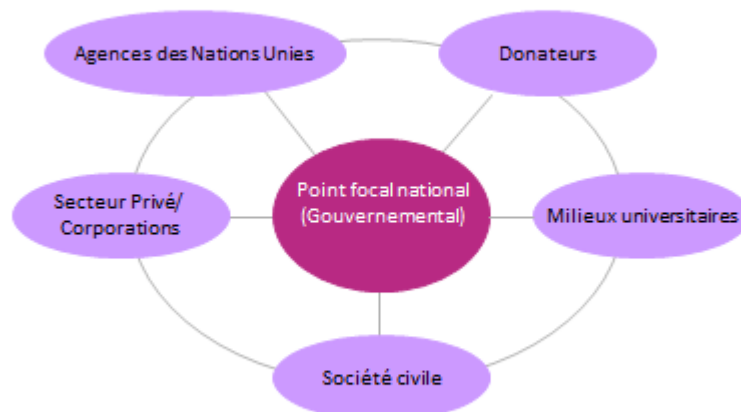 Agences des Nations Unies
Donateurs
Point focal national
(Gouvernemental)
Secteur Privé/
Corporations
Milieux universitaires
Société civile